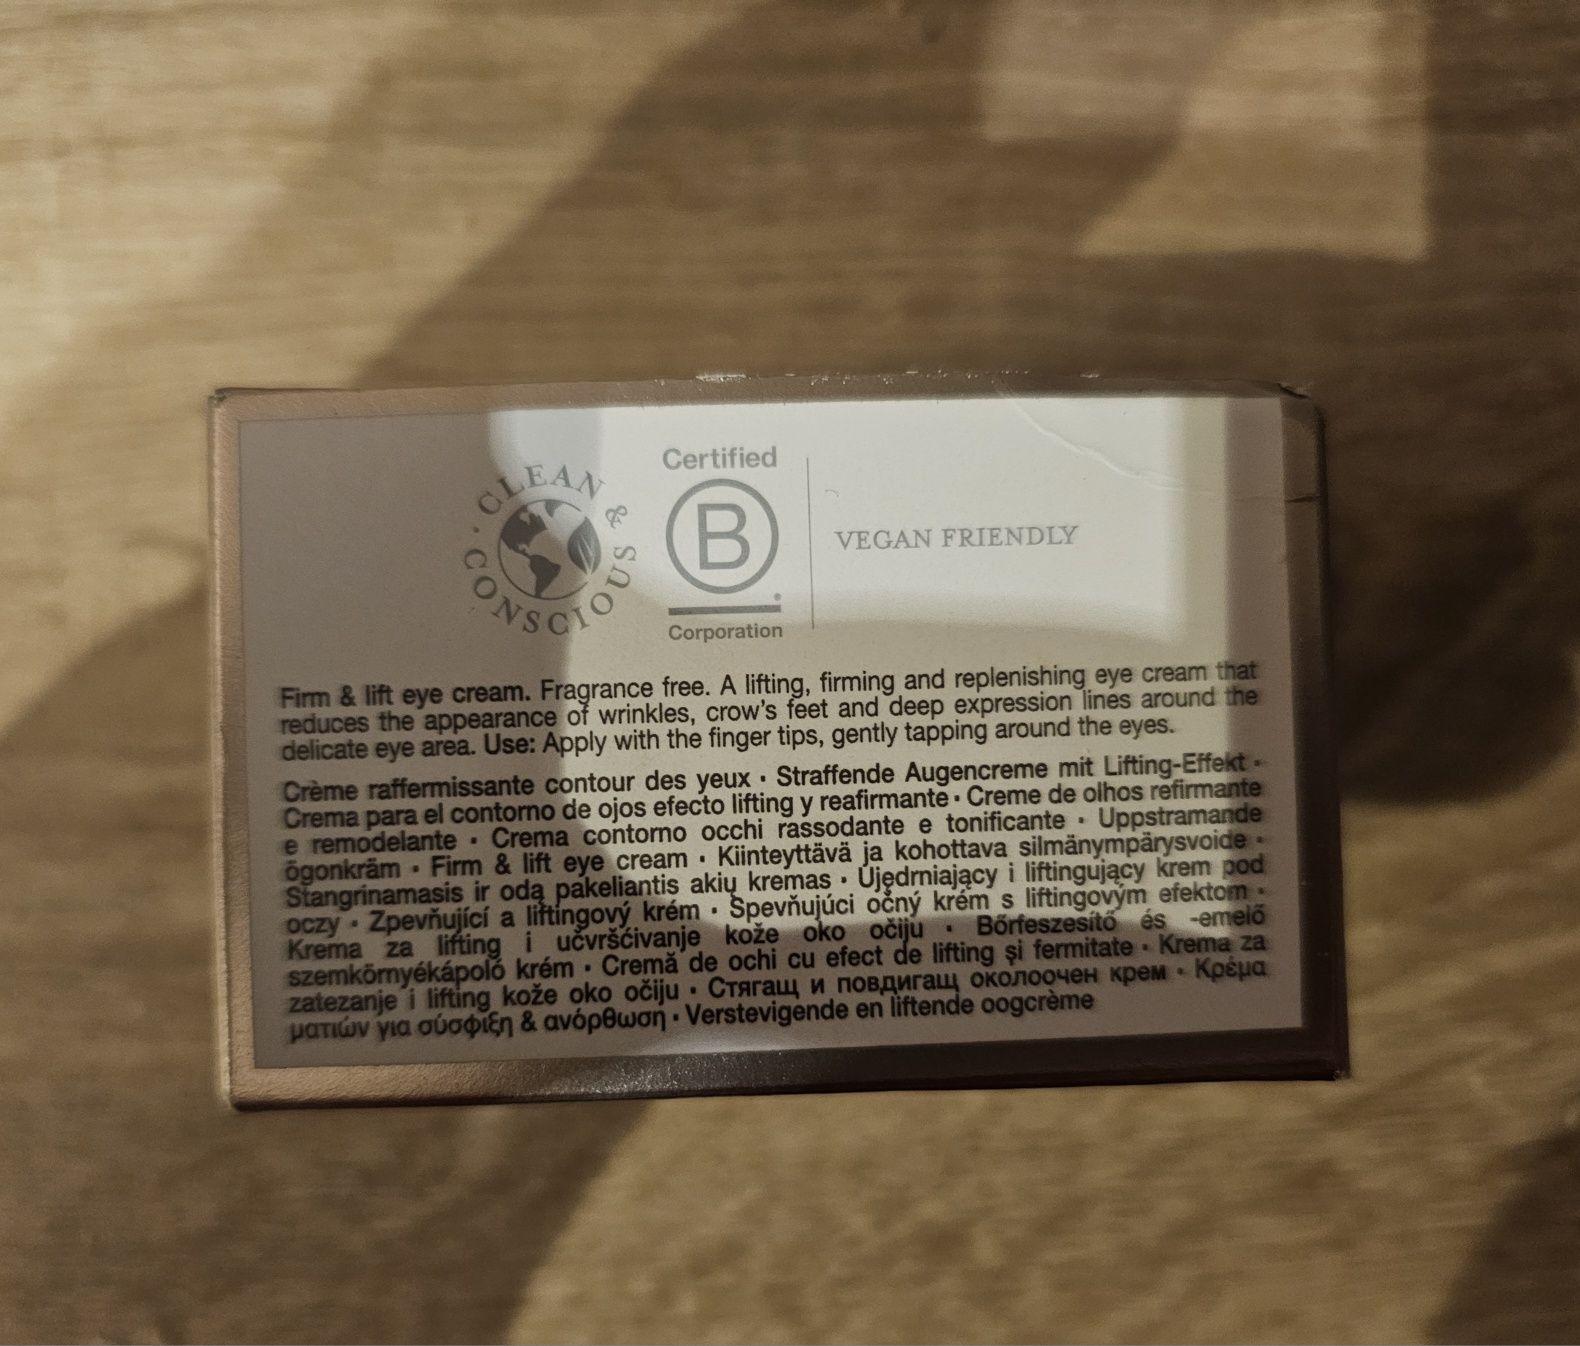 CLEAN & CONSCIOUS
Certified
B
Corporation
VEGAN FRIENDLY
Firm & lift eye cream. Fragrance free. A lifting, firming and replenishing eye cream that
reduces the appearance of wrinkles, crow's feet and deep expression lines around the
delicate eye area. Use: Apply with the finger tips, gently tapping around the eyes.
Crème raffermissante contour des yeux · Straffende Augencreme mit Lifting-Effekt ·
Crema para el contorno de ojos efecto lifting y reafirmante · Creme de olhos refirmante
e remodelante · Crema contorno occhi rassodante e tonificante · Uppstramande
ögonkräm · Firm & lift eye cream · Kiinteyttävä ja kohottava silmänympärysvoide ·
Stangrinamasis ir odą pakeliantis akių kremas · Ujędrniający i liftingujący krem pod
oczy · Zpevňující a liftingový krém · Spevňujúci očný krém s liftingovým efektom ·
Krema za lifting i učvršćivanje kože oko očiju · Bőrfeszesítő és -emelő
szemkörnyékápoló krém · Cremă de ochi cu efect de lifting și fermitate · Krema za
zatezanje i lifting kože oko očiju · Стягащ и повдигащ околоочен крем · Κρέμα
ματιών για σύσφιξη & ανόρθωση · Verstevigende en liftende oogcrème